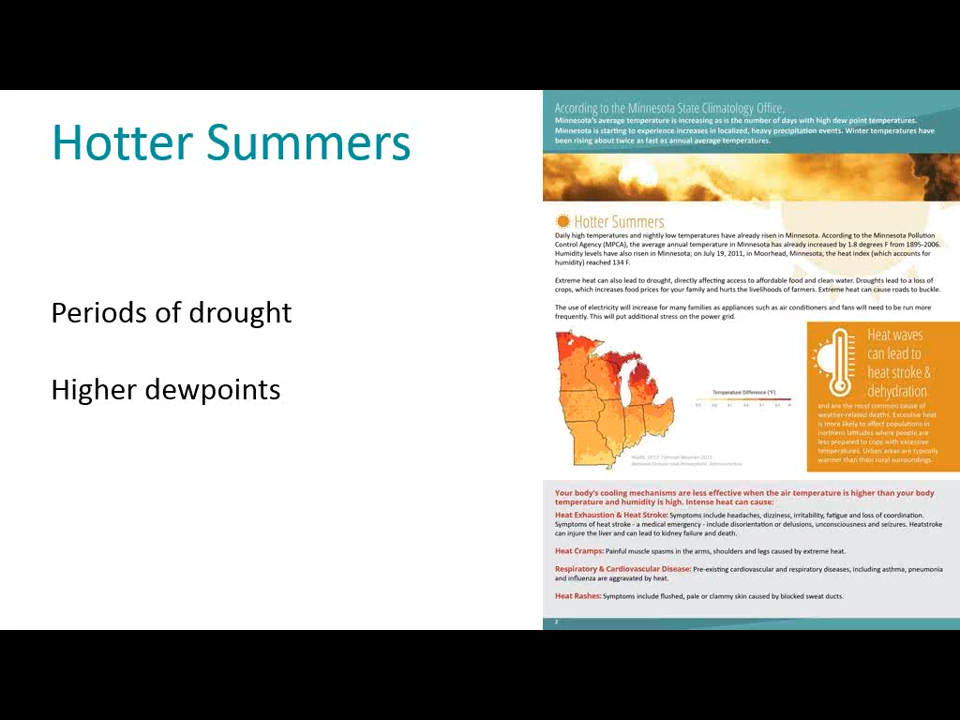 Hotter Summers
Periods of drought
Higher dewpoints
According to the Minnesota State Climatology Office,
Minnesota's average temperature is increasing as is the number of days with high dew point temperatures.
Minnesota is starting to experience increases in localized, heavy precipitation events. Winter temperatures have
been rising about twice as fast as annual average temperatures.
Hotter Summers
Daily high temperatures and nightly low temperatures have already risen in Minnesota. According to the Minnesota Pollution
Control Agency (MPCA), the average annual temperature in Minnesota has already increased by 1.8 degrees F from 1895-2006.
Humidity levels have also risen in Minnesota; on July 19, 2011, in Moorhead, Minnesota, the heat index (which accounts for
humidity) reached 134 F.
Extreme heat can also lead to drought, directly affecting access to affordable food and clean water. Droughts lead to a loss of
crops, which increases food prices for your family and hurts the livelihoods of farmers. Extreme heat can cause roads to buckle.
The use of electricity will increase for many families as appliances such as air conditioners and fans will need to be run more
frequently. This will put additional stress on the power grid.
Temperature Difference (°F)
Heat waves
can lead to
heat stroke &
dehydration
and are the most common cause of
weather-related deaths. Excessive heat
is more likely to affect populations in
northern latitudes where people are
less prepared to cope with excessive
temperatures. Urban areas are typically
warmer than their rural surroundings.
Your body's cooling mechanisms are less effective when the air temperature is higher than your body
temperature and humidity is high. Intense heat can cause:
Heat Exhaustion & Heat Stroke: Symptoms include headaches, dizziness, irritability, fatigue and loss of coordination.
Symptoms of heat stroke - a medical emergency - include disorientation or delusions, unconsciousness and seizures. Heatstroke
can injure the liver and can lead to kidney failure and death.
Heat Cramps: Painful muscle spasms in the arms, shoulders and legs caused by extreme heat.
Respiratory & Cardiovascular Disease: Pre-existing cardiovascular and respiratory diseases, including asthma, pneumonia
and influenza are aggravated by heat.
Heat Rashes: Symptoms include flushed, pale or clammy skin caused by blocked sweat ducts.
2